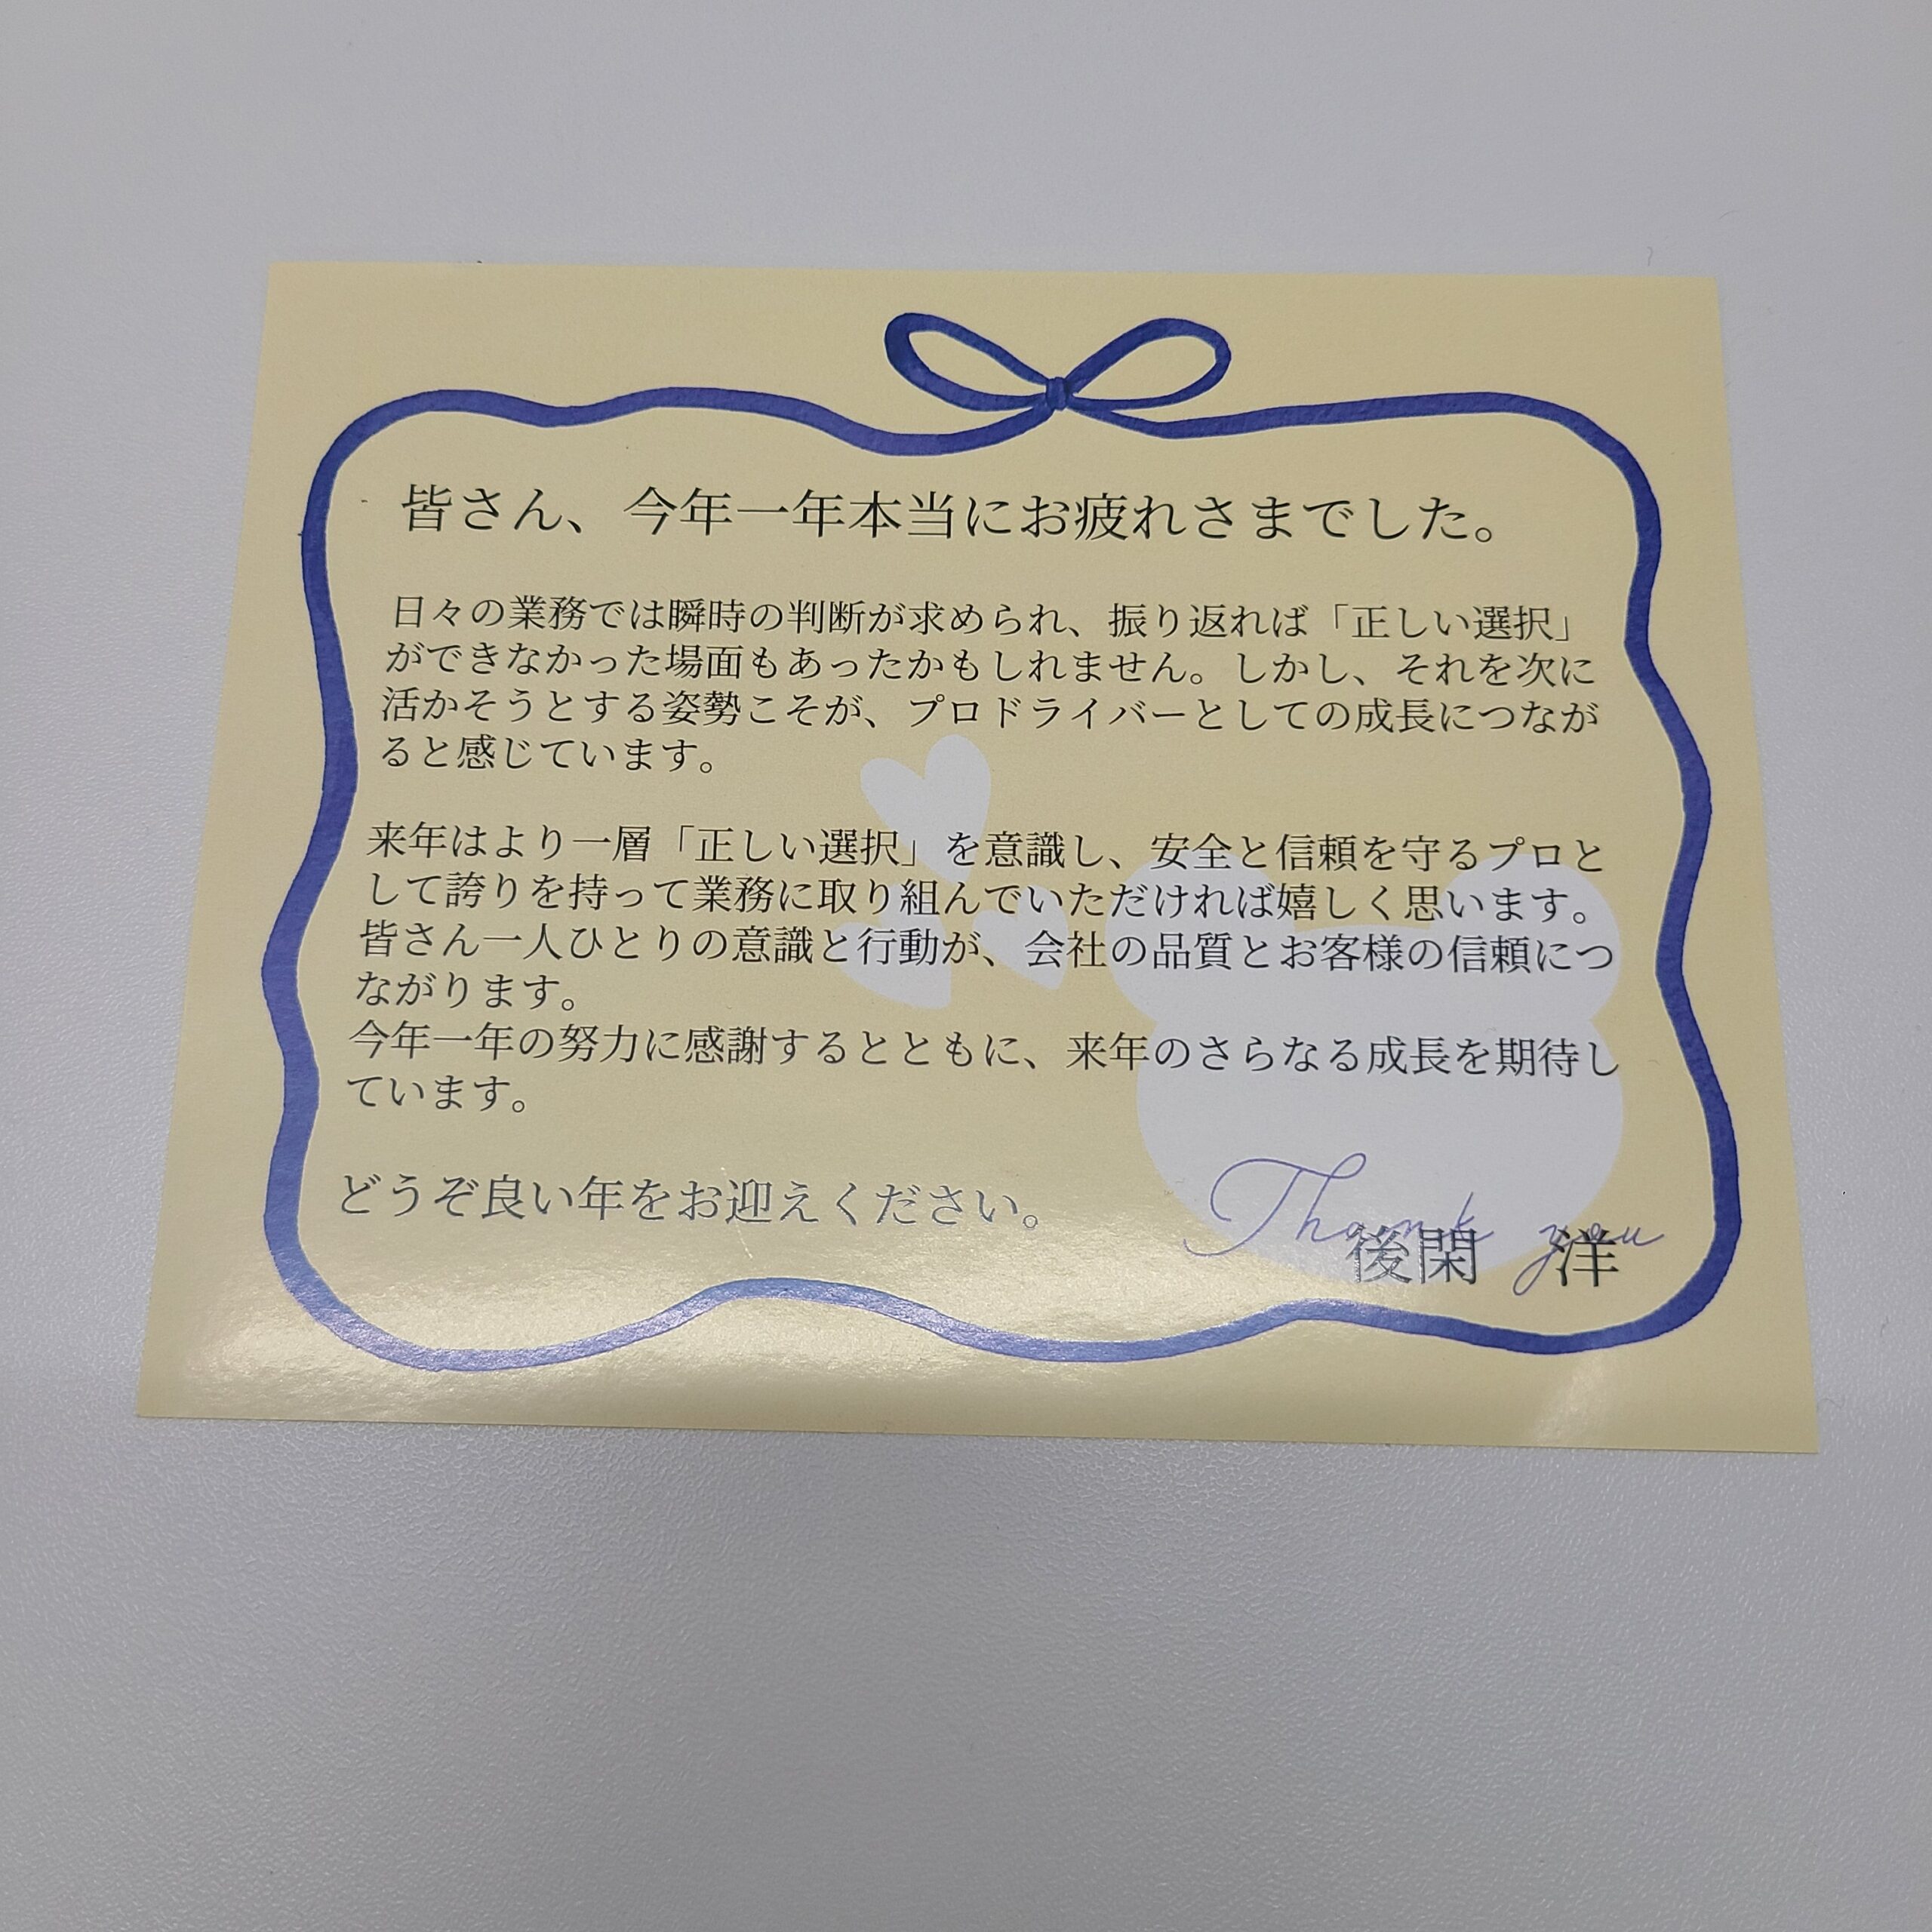 皆さん、今年一年本当にお疲れさまでした。
日々の業務では瞬時の判断が求められ、振り返れば「正しい選択」
ができなかった場面もあったかもしれません。しかし、それを次に
活かそうとする姿勢こそが、プロドライバーとしての成長につなが
ると感じています。
来年はより一層「正しい選択」を意識し、安全と信頼を守るプロと
して誇りを持って業務に取り組んでいただければ嬉しく思います。
皆さん一人ひとりの意識と行動が、会社の品質とお客様の信頼につ
ながります。
今年一年の努力に感謝するとともに、来年のさらなる成長を期待し
ています。
どうぞ良い年をお迎えください。
Thank you
後閑　洋